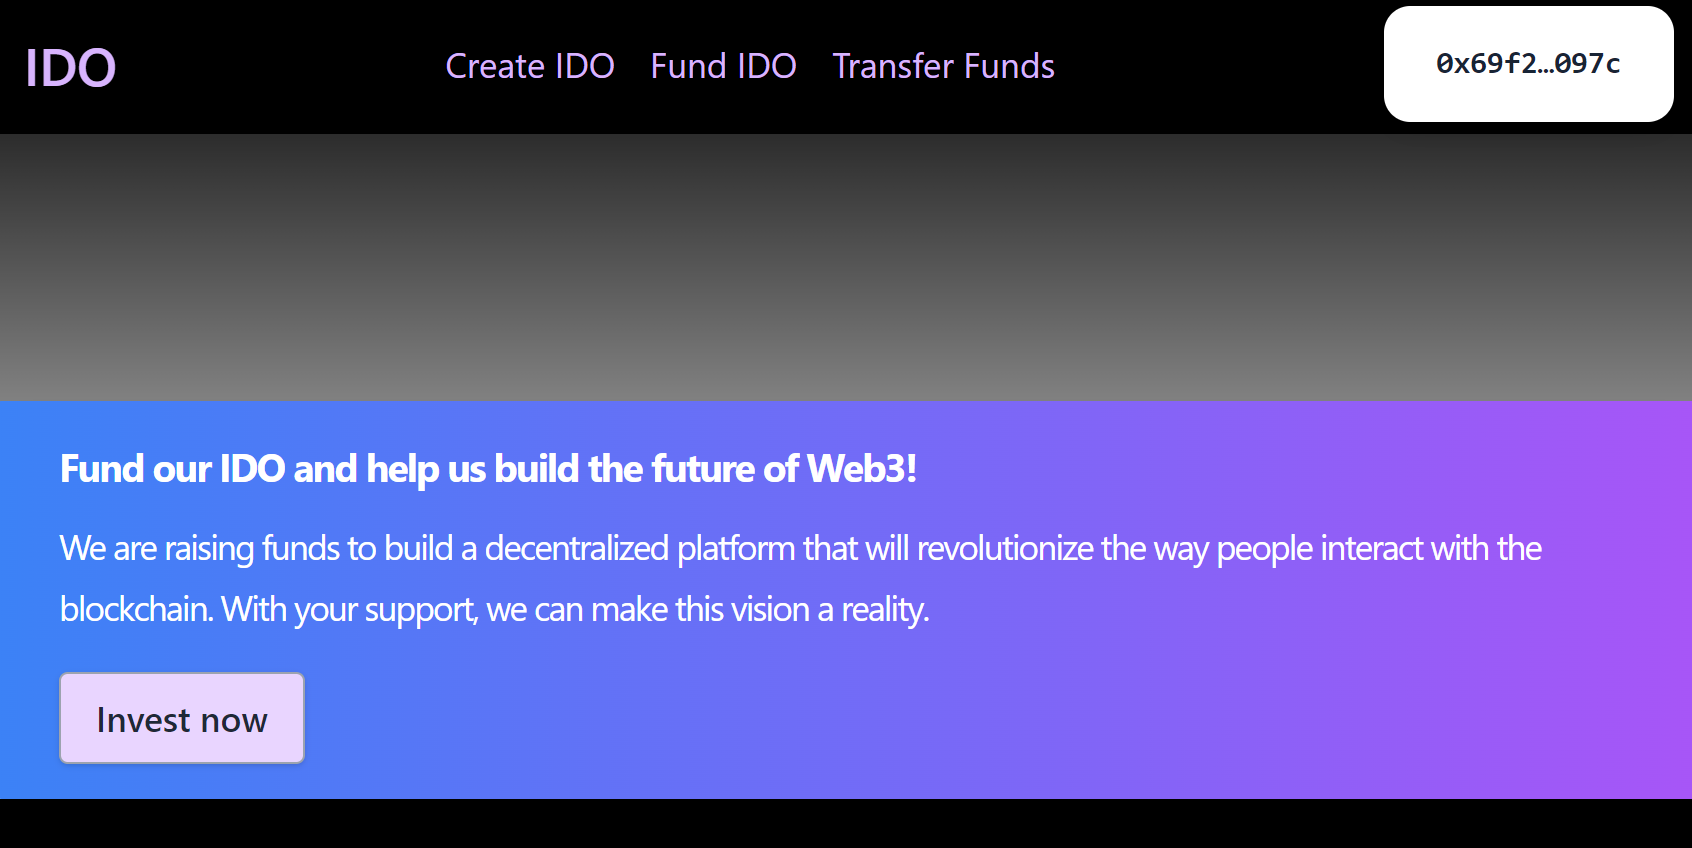 IDO
Create IDO Fund IDO Transfer Funds
0x69f2…097c
Fund our IDO and help us build the future of Web3!
We are raising funds to build a decentralized platform that will revolutionize the way people interact with the
blockchain. With your support, we can make this vision a reality.
Invest now